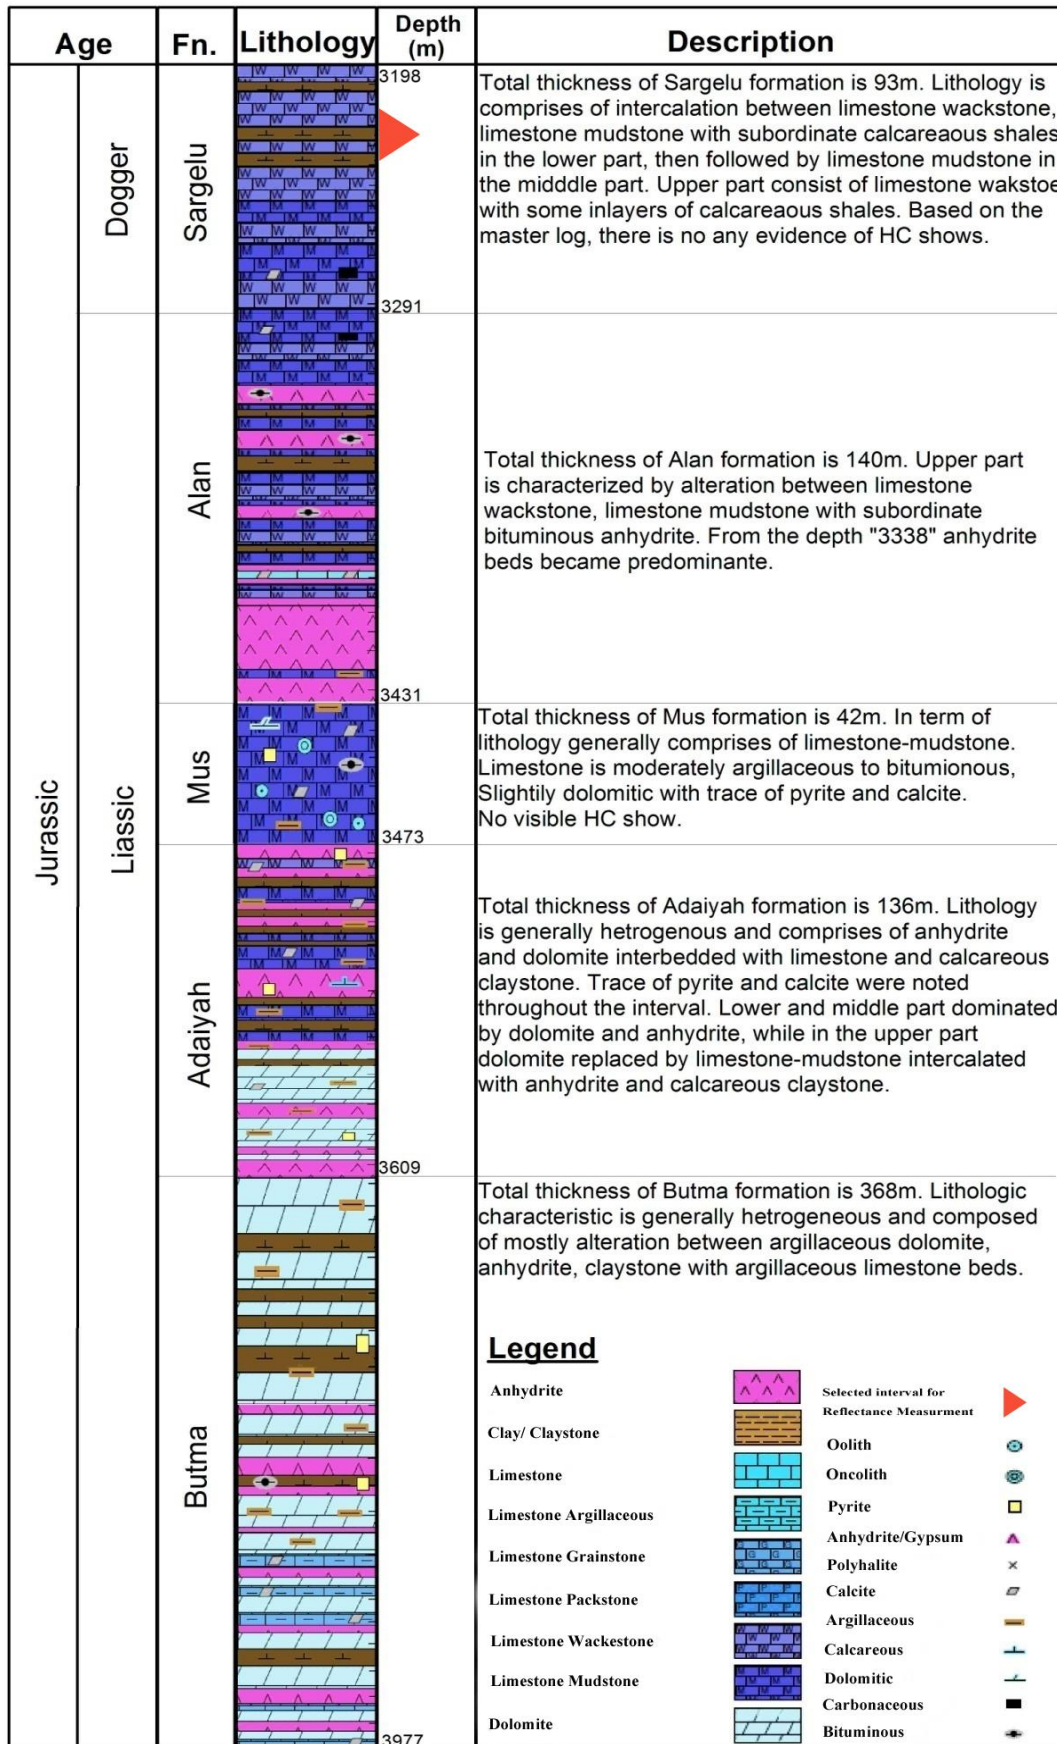 Age Fn. Lithology Depth (m) Description
Jurassic
Dogger
Liassic
Sargelu
Alan
Mus
Adaiyah
Butma
3198
3291
3431
3473
3609
3977
Total thickness of Sargelu formation is 93m. Lithology is
comprises of intercalation between limestone wackstone,
limestone mudstone with subordinate calcareaous shales
in the lower part, then followed by limestone mudstone in
the midddle part. Upper part consist of limestone wakstoe
with some inlayers of calcareaous shales. Based on the
master log, there is no any evidence of HC shows.
Total thickness of Alan formation is 140m. Upper part
is characterized by alteration between limestone
wackstone, limestone mudstone with subordinate
bituminous anhydrite. From the depth "3338" anhydrite
beds became predominante.
Total thickness of Mus formation is 42m. In term of
lithology generally comprises of limestone-mudstone.
Limestone is moderately argillaceous to bitumionous,
Slightily dolomitic with trace of pyrite and calcite.
No visible HC show.
Total thickness of Adaiyah formation is 136m. Lithology
is generally hetrogenous and comprises of anhydrite
and dolomite interbedded with limestone and calcareous
claystone. Trace of pyrite and calcite were noted
throughout the interval. Lower and middle part dominated
by dolomite and anhydrite, while in the upper part
dolomite replaced by limestone-mudstone intercalated
with anhydrite and calcareous claystone.
Total thickness of Butma formation is 368m. Lithologic
characteristic is generally hetrogeneous and composed
of mostly alteration between argillaceous dolomite,
anhydrite, claystone with argillaceous limestone beds.
Legend
Anhydrite
Clay/ Claystone
Limestone
Limestone Argillaceous
Limestone Grainstone
Limestone Packstone
Limestone Wackestone
Limestone Mudstone
Dolomite
Selected interval for
Reflectance Measurment
Oolith
Oncolith
Pyrite
Anhydrite/Gypsum
Polyhalite
Calcite
Argillaceous
Calcareous
Dolomitic
Carbonaceous
Bituminous